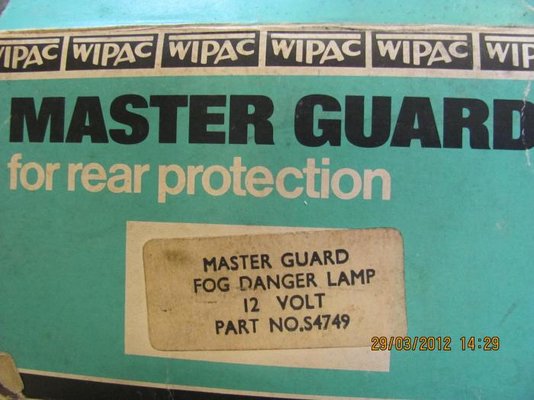 WIPAC WIPAC WIPAC WIPAC WIPAC WIP
MASTER GUARD
for rear protection
MASTER GUARD
FOG DANGER LAMP
12 VOLT
PART NO.S4749
29/03/2012 14:29